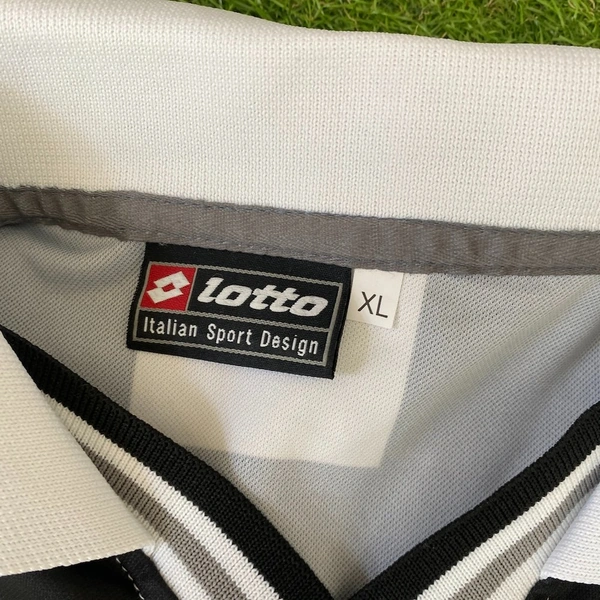 lotto
XL
Italian Sport Design